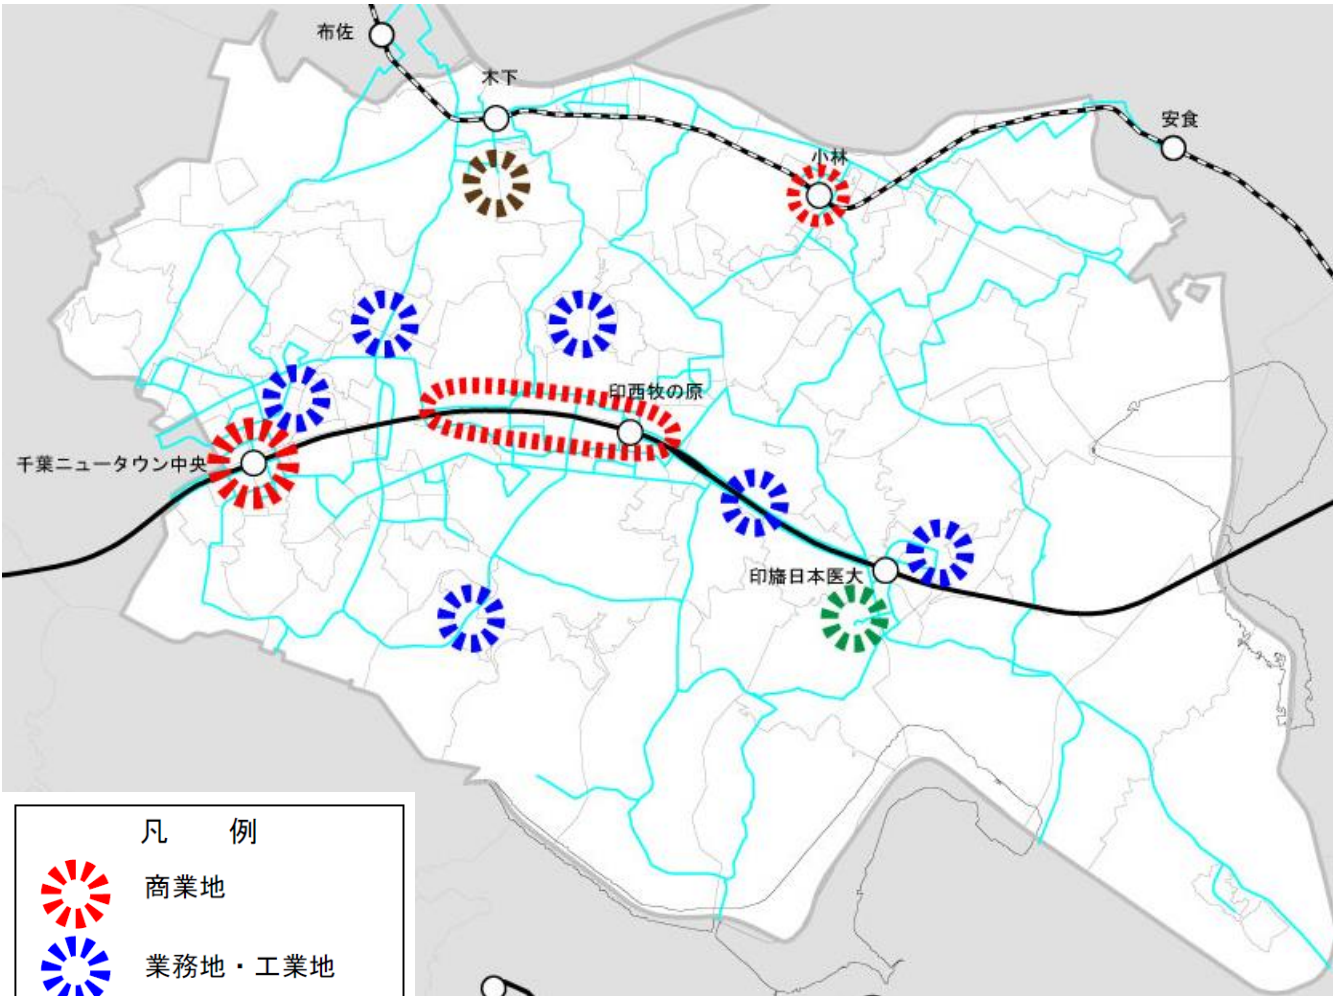 布佐
木下
安食
小林
印西牧の原
千葉ニュータウン中央
印旛日本医大
凡 例
商業地
業務地・工業地